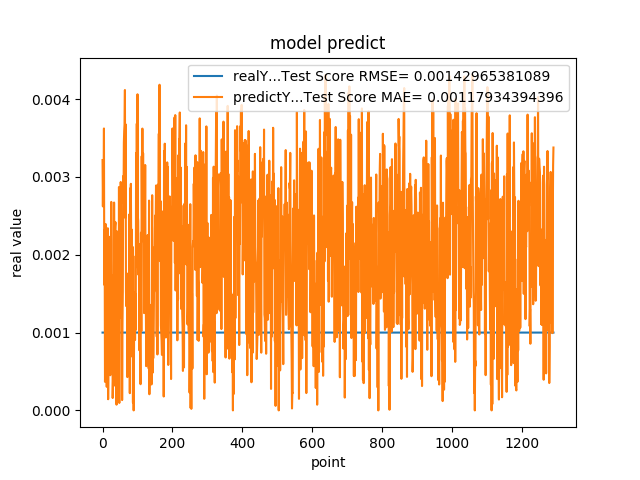 model predict
realY...Test Score RMSE= 0.00142965381089
predictY...Test Score MAE= 0.00117934394396
0.004
0.003
0.002
0.001
0.000
real value
0 200 400 600 800 1000 1200
point